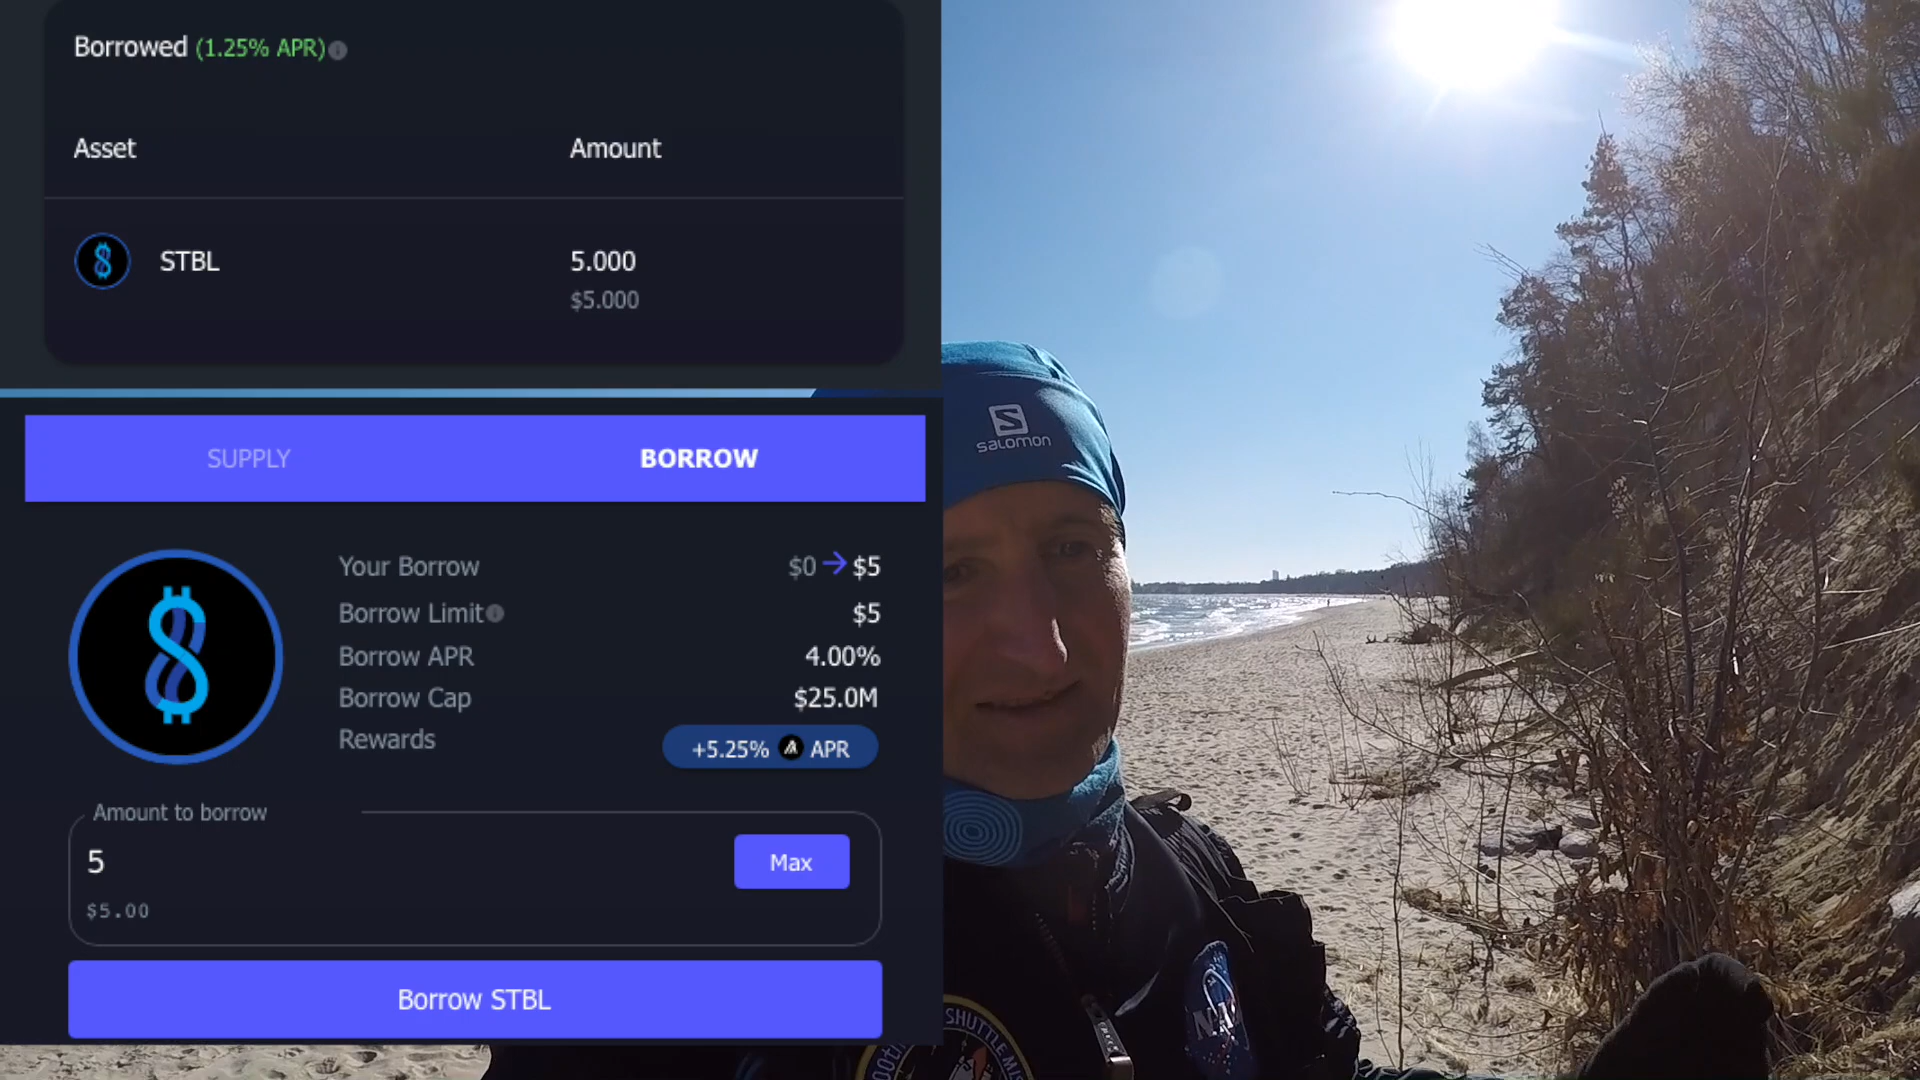 Borrowed (1.25% APR)
Asset Amount
STBL 5.000
$5.000
SUPPLY BORROW
Your Borrow $0 → $5
Borrow Limit $5
Borrow APR 4.00%
Borrow Cap $25.0M
Rewards +5.25% APR
Amount to borrow
5 Max
$5.00
Borrow STBL
S
salomon
SHUTTLE